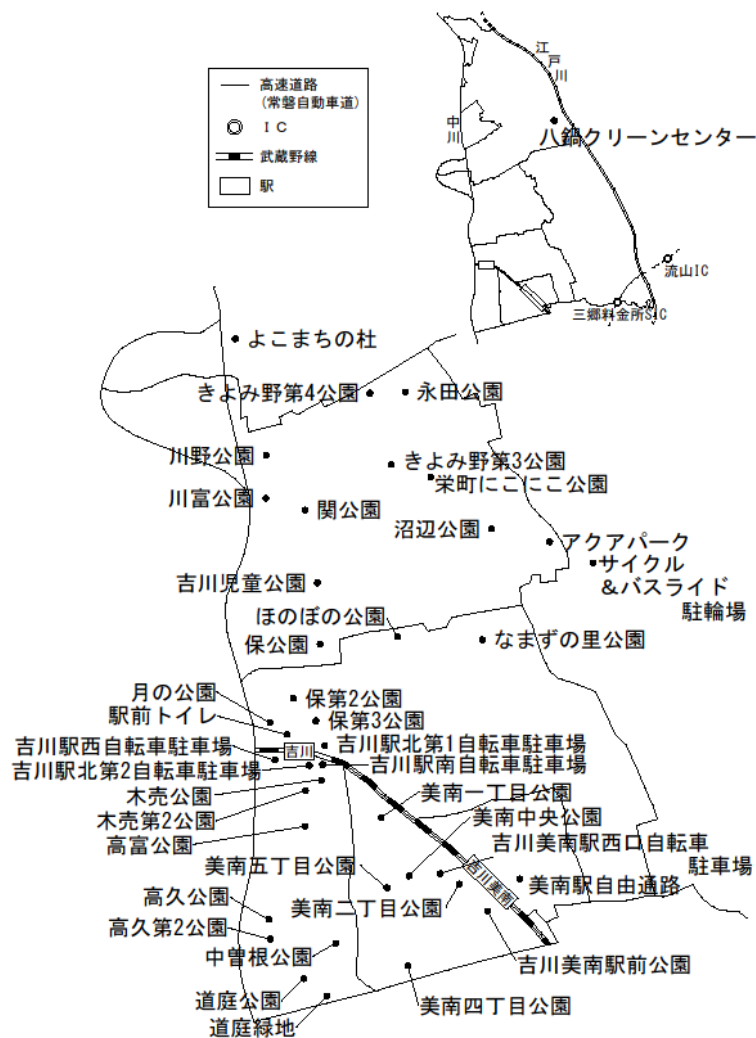 高速道路
(常磐自動車道)
ＩＣ
武蔵野線
駅
江戸川
中川
八鍋クリーンセンター
流山IC
三郷料金所SIC
よこまちの杜
きよみ野第4公園
永田公園
川野公園
きよみ野第3公園
栄町にこにこ公園
川富公園
関公園
沼辺公園
アクアパーク
サイクル
＆バスライド
駐輪場
吉川児童公園
ほのぼの公園
保公園
なまずの里公園
月の公園
保第2公園
駅前トイレ
保第3公園
吉川駅西自転車駐車場
吉川
吉川駅北第1自転車駐車場
吉川駅北第2自転車駐車場
吉川駅南自転車駐車場
木売公園
美南一丁目公園
木売第2公園
美南中央公園
高富公園
吉川美南駅西口自転車
駐車場
美南五丁目公園
吉川美南
美南駅自由通路
高久公園
美南二丁目公園
高久第2公園
中曽根公園
吉川美南駅前公園
道庭公園
美南四丁目公園
道庭緑地